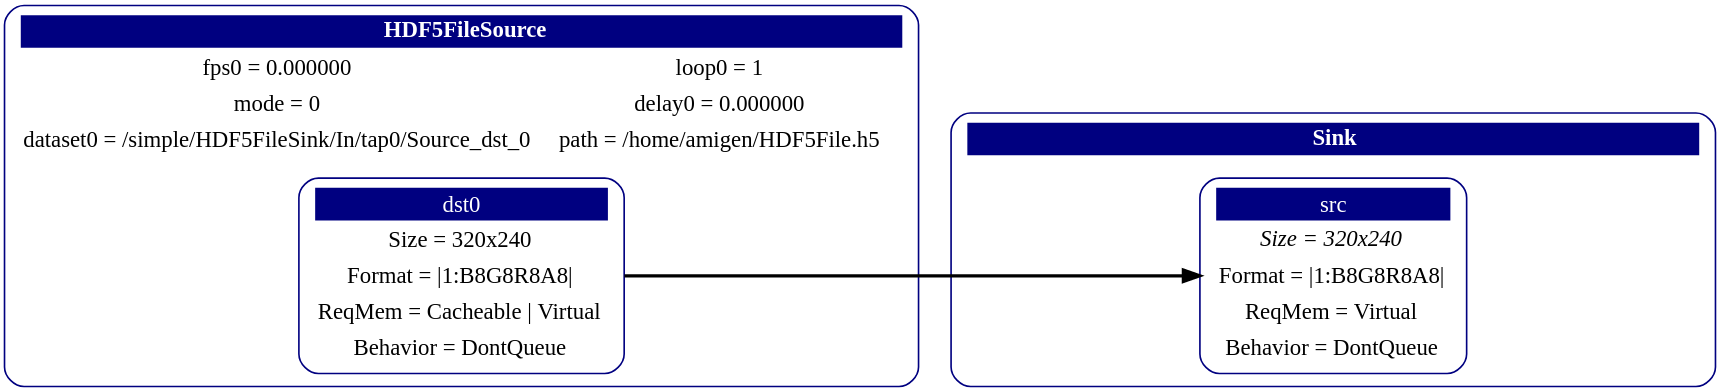 HDF5FileSource
fps0 = 0.000000 loop0 = 1
mode = 0 delay0 = 0.000000
dataset0 = /simple/HDF5FileSink/In/tap0/Source_dst_0 path = /home/amigen/HDF5File.h5
dst0
Size = 320x240
Format = |1:B8G8R8A8|
ReqMem = Cacheable | Virtual
Behavior = DontQueue
Sink
src
Size = 320x240
Format = |1:B8G8R8A8|
ReqMem = Virtual
Behavior = DontQueue